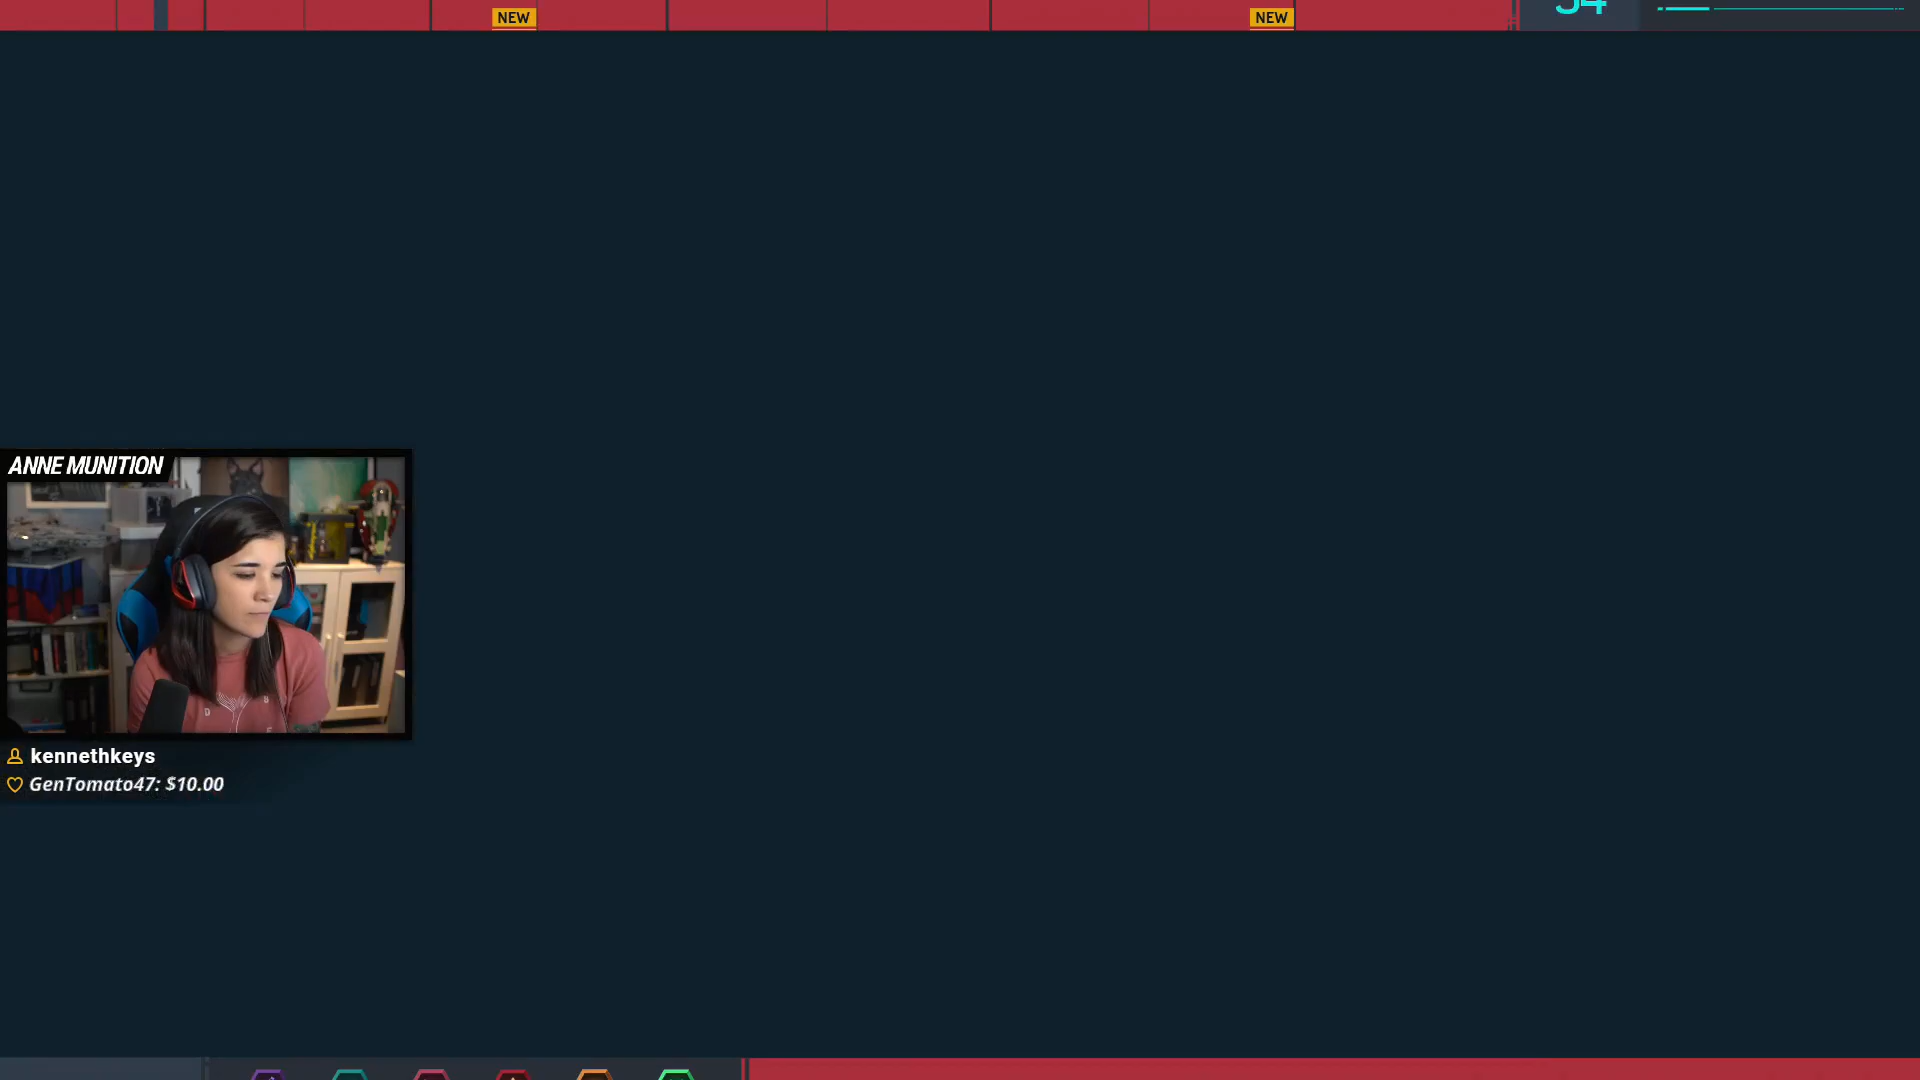 NEW
NEW
ANNE MUNITION
kennethkeys
GenTomato47: $10.00